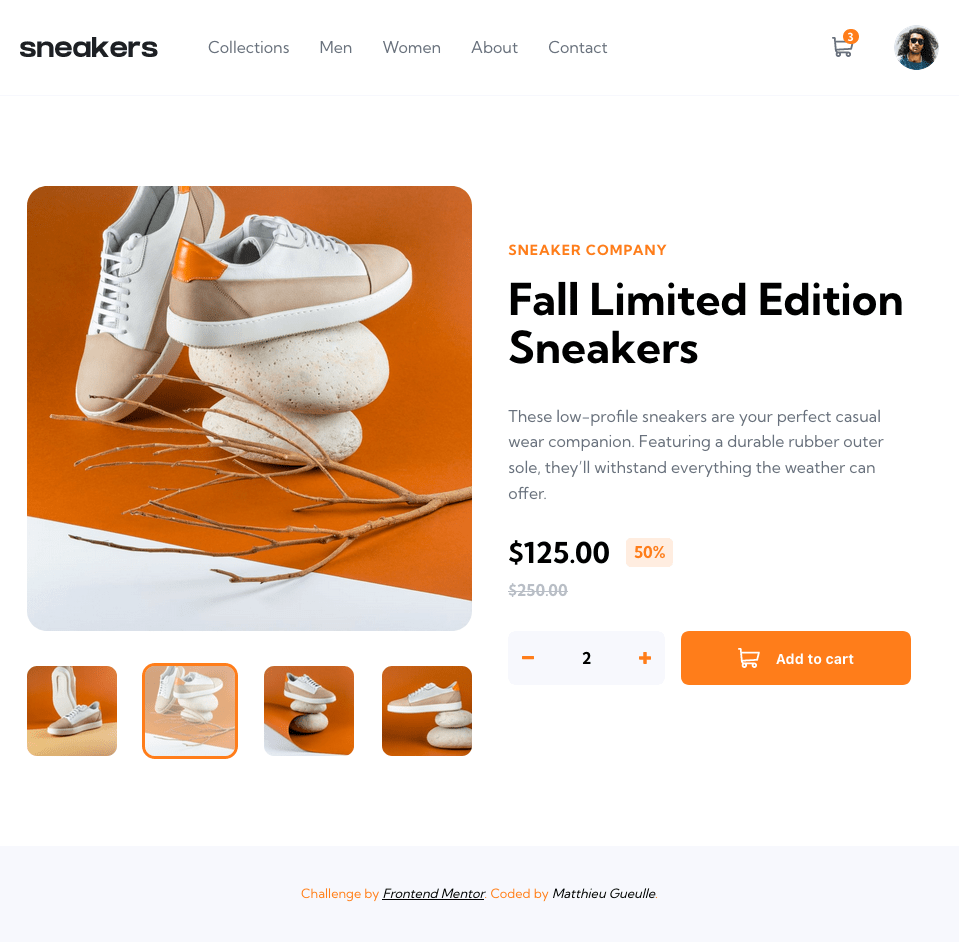 sneakers
Collections
Men
Women
About
Contact
3
SNEAKER COMPANY
Fall Limited Edition
Sneakers
These low-profile sneakers are your perfect casual
wear companion. Featuring a durable rubber outer
sole, they'll withstand everything the weather can
offer.
$125.00 50%
$250.00
− 2 +
Add to cart
Challenge by Frontend Mentor. Coded by Matthieu Gueulle.